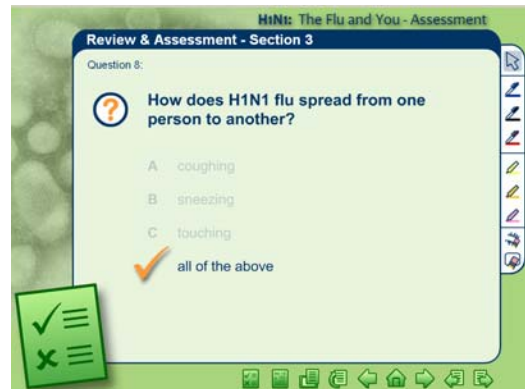 H1N1: The Flu and You - Assessment
Review & Assessment - Section 3
Question 8:
? How does H1N1 flu spread from one
person to another?
A coughing
B sneezing
C touching
all of the above